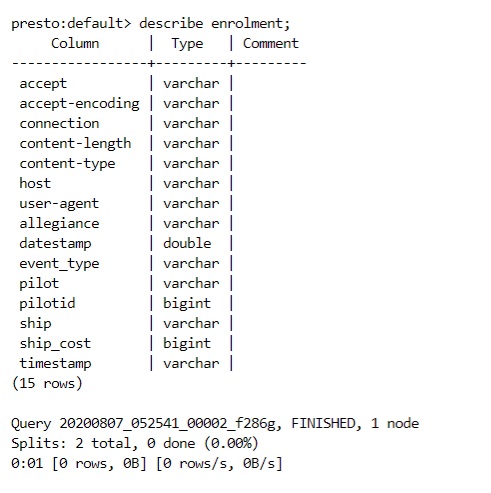 presto:default> describe enrolment;
     Column      |  Type   | Comment
-----------------+---------+---------
 accept          | varchar |
 accept-encoding | varchar |
 connection      | varchar |
 content-length  | varchar |
 content-type    | varchar |
 host            | varchar |
 user-agent      | varchar |
 allegiance      | varchar |
 datestamp       | double  |
 event_type      | varchar |
 pilot           | varchar |
 pilotid         | bigint  |
 ship            | varchar |
 ship_cost       | bigint  |
 timestamp       | varchar |
(15 rows)

Query 20200807_052541_00002_f286g, FINISHED, 1 node
Splits: 2 total, 0 done (0.00%)
0:01 [0 rows, 0B] [0 rows/s, 0B/s]